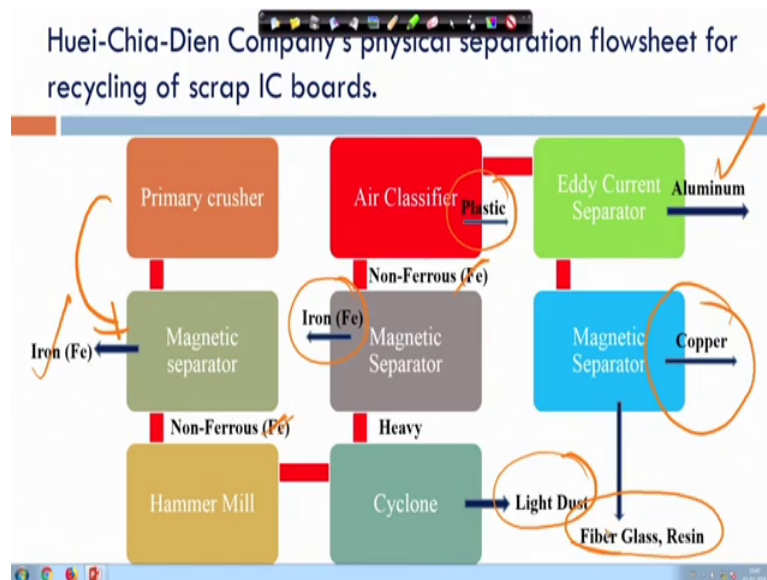 Huei-Chia-Dien Company's physical separation flowsheet for
recycling of scrap IC boards.
Primary crusher
Magnetic
separator
Iron (Fe)
Non-Ferrous (Fe)
Hammer Mill
Cyclone
Light Dust
Heavy
Magnetic
Separator
Iron (Fe)
Non-Ferrous (Fe)
Air Classifier
Plastic
Eddy Current
Separator
Aluminum
Magnetic
Separator
Copper
Fiber Glass, Resin